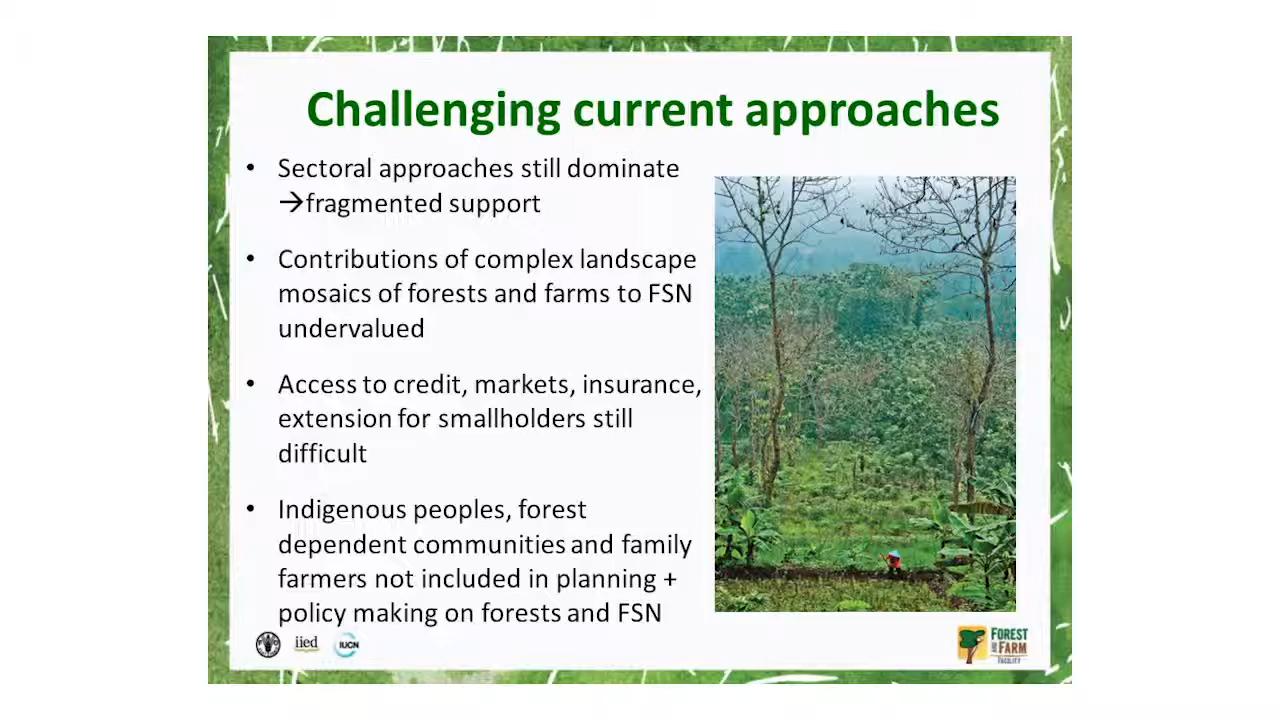 Challenging current approaches
• Sectoral approaches still dominate
→fragmented support
• Contributions of complex landscape
mosaics of forests and farms to FSN
undervalued
• Access to credit, markets, insurance,
extension for smallholders still
difficult
• Indigenous peoples, forest
dependent communities and family
farmers not included in planning +
policy making on forests and FSN
iied
IUCN
FOREST
AND FARM
FACILITY